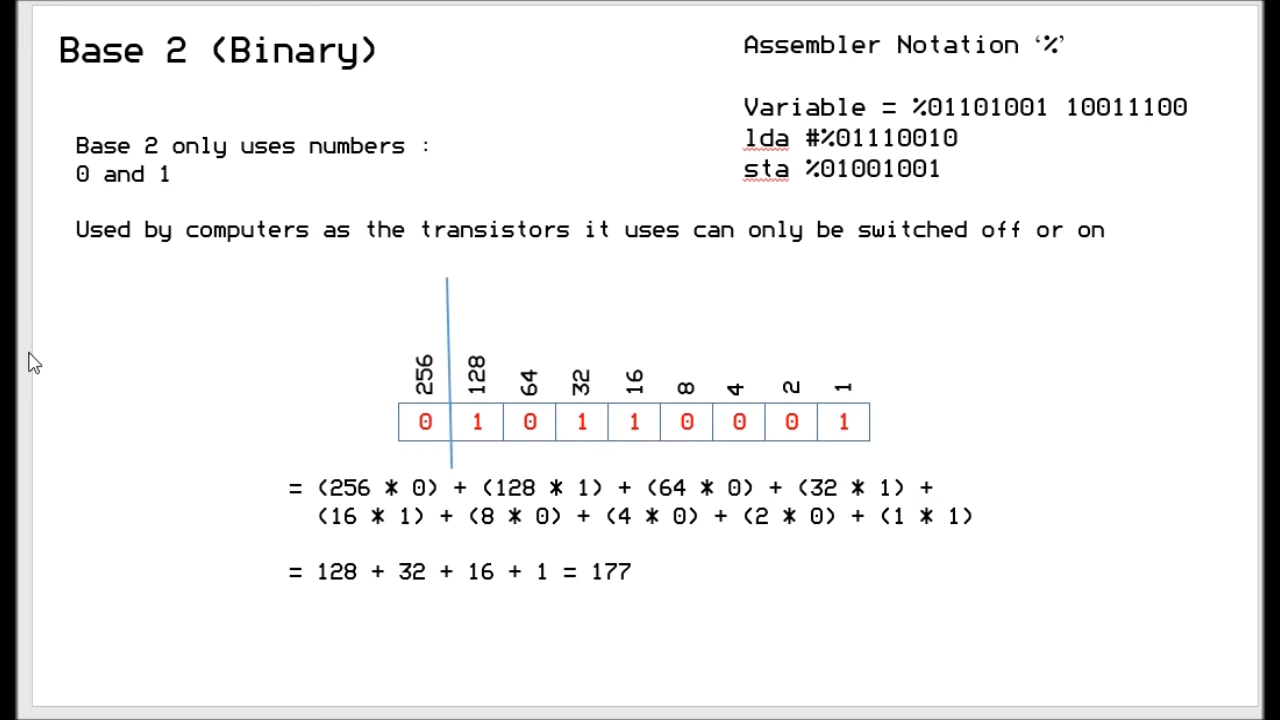 Base 2 (Binary)
Assembler Notation ‘%’
Variable = %01101001 10011100
lda #%01110010
sta %01001001
Base 2 only uses numbers :
0 and 1
Used by computers as the transistors it uses can only be switched off or on
256 128 64 32 16 8 4 2 1
0 1 0 1 1 0 0 0 1
= (256 * 0) + (128 * 1) + (64 * 0) + (32 * 1) +
(16 * 1) + (8 * 0) + (4 * 0) + (2 * 0) + (1 * 1)
= 128 + 32 + 16 + 1 = 177